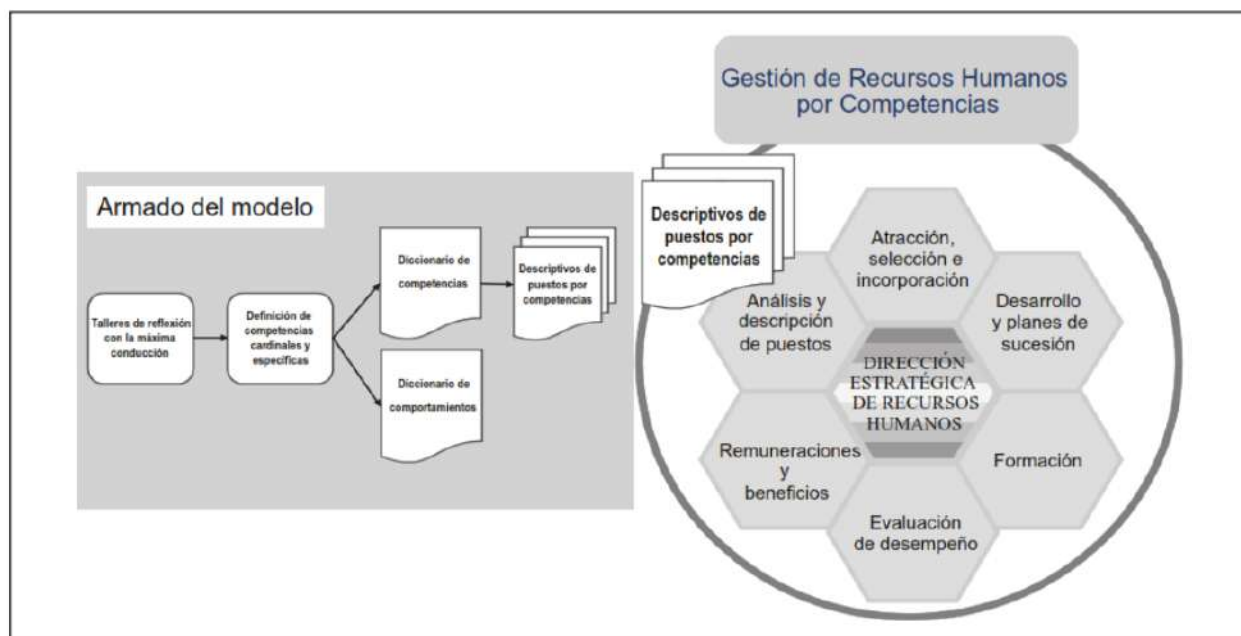 Gestión de Recursos Humanos
por Competencias
Armado del modelo
Talleres de reflexión
con la máxima
conducción
Definición de
competencias
cardinales y
específicas
Diccionario de
competencias
Descriptivos de
puestos por
competencias
Diccionario de
comportamientos
Descriptivos de
puestos por
competencias
Atracción,
selección e
incorporación
Análisis y
descripción
de puestos
Desarrollo
y planes de
sucesión
DIRECCIÓN
ESTRATÉGICA
DE RECURSOS
HUMANOS
Remuneraciones
y
beneficios
Formación
Evaluación
de desempeño